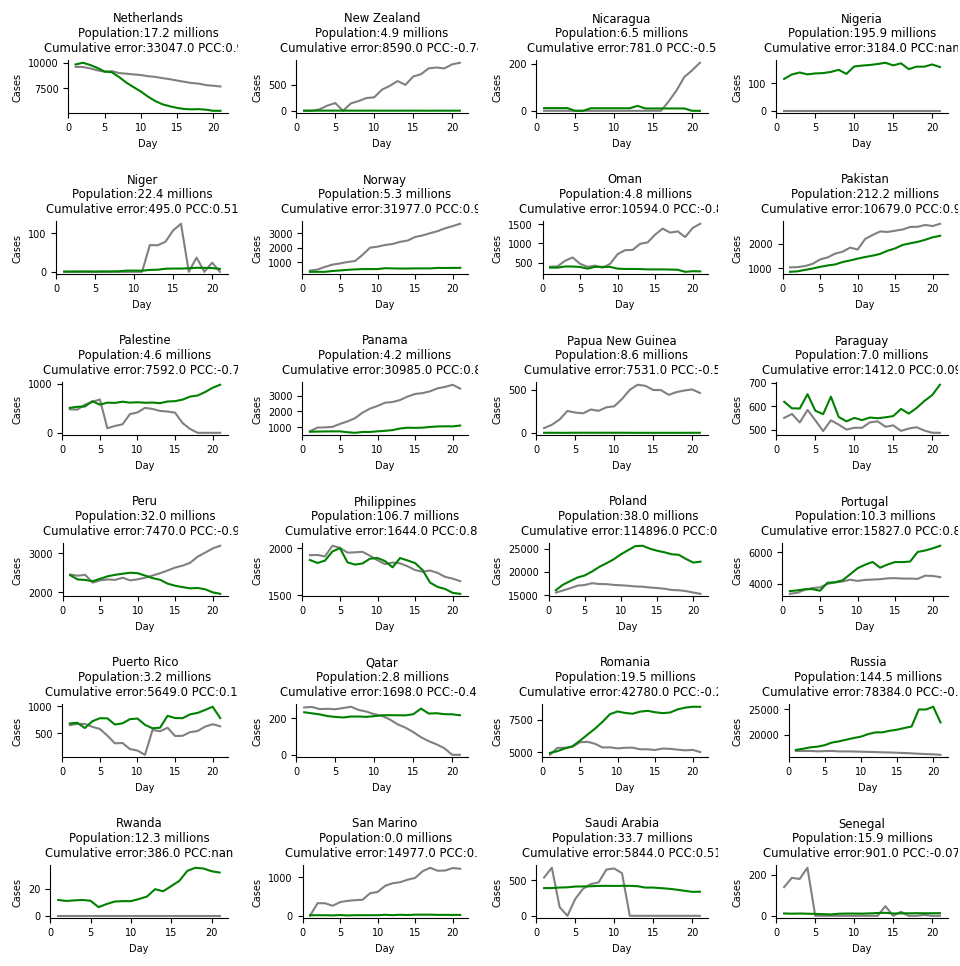 Netherlands
Population:17.2 millions
Cumulative error:33047.0 PCC:0.9
Cases
10000
7500
0 5 10 15 20
Day
New Zealand
Population:4.9 millions
Cumulative error:8590.0 PCC:-0.74
Cases
500
0
0 5 10 15 20
Day
Nicaragua
Population:6.5 millions
Cumulative error:781.0 PCC:-0.5
Cases
200
0
0 5 10 15 20
Day
Nigeria
Population:195.9 millions
Cumulative error:3184.0 PCC:nan
Cases
100
0
0 5 10 15 20
Day
Niger
Population:22.4 millions
Cumulative error:495.0 PCC:0.51
Cases
100
0
0 5 10 15 20
Day
Norway
Population:5.3 millions
Cumulative error:31977.0 PCC:0.9
Cases
3000
2000
1000
0 5 10 15 20
Day
Oman
Population:4.8 millions
Cumulative error:10594.0 PCC:-0.8
Cases
1500
1000
500
0 5 10 15 20
Day
Pakistan
Population:212.2 millions
Cumulative error:10679.0 PCC:0.9
Cases
2000
1000
0 5 10 15 20
Day
Palestine
Population:4.6 millions
Cumulative error:7592.0 PCC:-0.7
Cases
1000
0
0 5 10 15 20
Day
Panama
Population:4.2 millions
Cumulative error:30985.0 PCC:0.8
Cases
3000
2000
1000
0 5 10 15 20
Day
Papua New Guinea
Population:8.6 millions
Cumulative error:7531.0 PCC:-0.5
Cases
500
0
0 5 10 15 20
Day
Paraguay
Population:7.0 millions
Cumulative error:1412.0 PCC:0.09
Cases
700
600
500
0 5 10 15 20
Day
Peru
Population:32.0 millions
Cumulative error:7470.0 PCC:-0.9
Cases
3000
2000
0 5 10 15 20
Day
Philippines
Population:106.7 millions
Cumulative error:1644.0 PCC:0.8
Cases
2000
1500
0 5 10 15 20
Day
Poland
Population:38.0 millions
Cumulative error:114896.0 PCC:0
Cases
25000
20000
15000
0 5 10 15 20
Day
Portugal
Population:10.3 millions
Cumulative error:15827.0 PCC:0.8
Cases
6000
4000
0 5 10 15 20
Day
Puerto Rico
Population:3.2 millions
Cumulative error:5649.0 PCC:0.1
Cases
1000
500
0 5 10 15 20
Day
Qatar
Population:2.8 millions
Cumulative error:1698.0 PCC:-0.4
Cases
200
0
0 5 10 15 20
Day
Romania
Population:19.5 millions
Cumulative error:42780.0 PCC:-0.2
Cases
7500
5000
0 5 10 15 20
Day
Russia
Population:144.5 millions
Cumulative error:78384.0 PCC:-0.
Cases
25000
20000
0 5 10 15 20
Day
Rwanda
Population:12.3 millions
Cumulative error:386.0 PCC:nan
Cases
20
0
0 5 10 15 20
Day
San Marino
Population:0.0 millions
Cumulative error:14977.0 PCC:0.
Cases
1000
0
0 5 10 15 20
Day
Saudi Arabia
Population:33.7 millions
Cumulative error:5844.0 PCC:0.51
Cases
500
0
0 5 10 15 20
Day
Senegal
Population:15.9 millions
Cumulative error:901.0 PCC:-0.07
Cases
200
0
0 5 10 15 20
Day